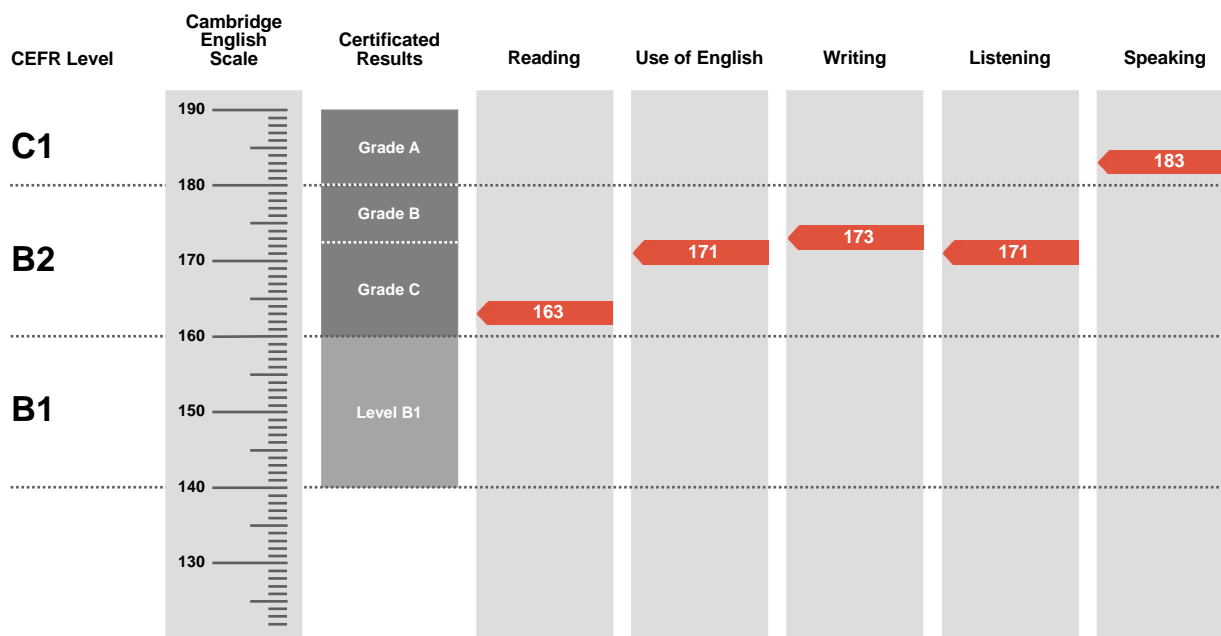 CEFR Level
Cambridge
English
Scale
Certificated
Results
Reading
Use of English
Writing
Listening
Speaking
190
C1
Grade A
183
180
Grade B
173
B2
170
171
171
Grade C
163
160
B1
150
Level B1
140
130